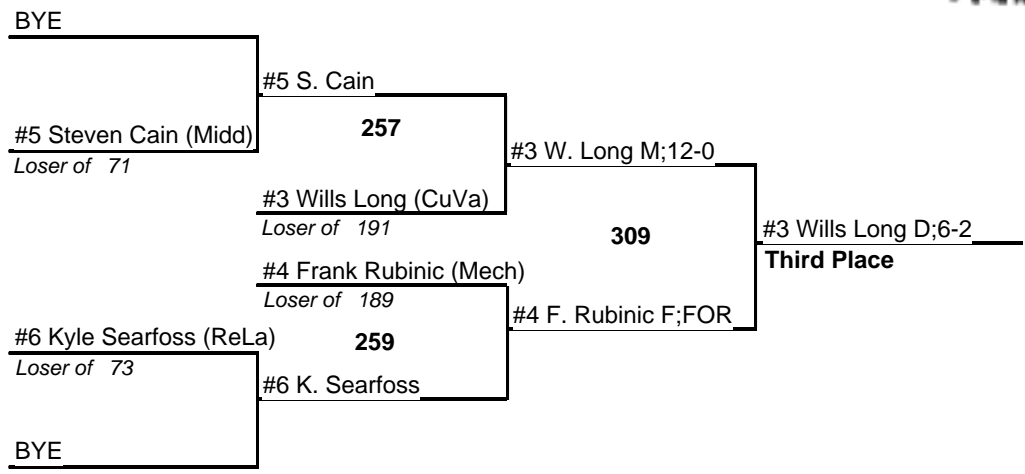 BYE
#5 S. Cain
#5 Steven Cain (Midd)
257
Loser of 71
#3 W. Long M;12-0
#3 Wills Long (CuVa)
Loser of 191
309
#3 Wills Long D;6-2
Third Place
#4 Frank Rubinic (Mech)
Loser of 189
#4 F. Rubinic F;FOR
#6 Kyle Searfoss (ReLa)
259
Loser of 73
#6 K. Searfoss
BYE